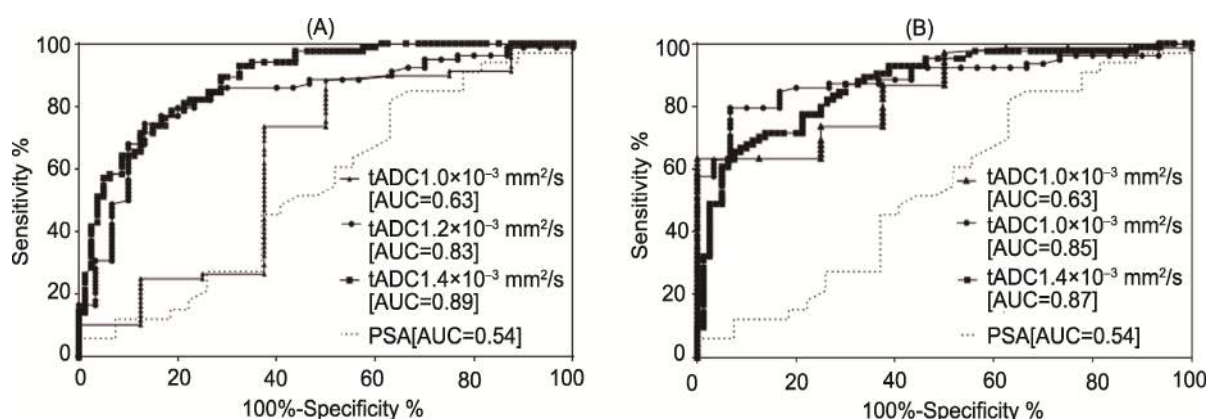 (A)
100
80
60
40
20
0
Sensitivity %
tADC1.0×10⁻³ mm²/s
[AUC=0.63]
tADC1.2×10⁻³ mm²/s
[AUC=0.83]
tADC1.4×10⁻³ mm²/s
[AUC=0.89]
PSA[AUC=0.54]
0 20 40 60 80 100
100%-Specificity %
(B)
100
80
60
40
20
0
Sensitivity %
tADC1.0×10⁻³ mm²/s
[AUC=0.63]
tADC1.0×10⁻³ mm²/s
[AUC=0.85]
tADC1.4×10⁻³ mm²/s
[AUC=0.87]
PSA[AUC=0.54]
0 20 40 60 80 100
100%-Specificity %